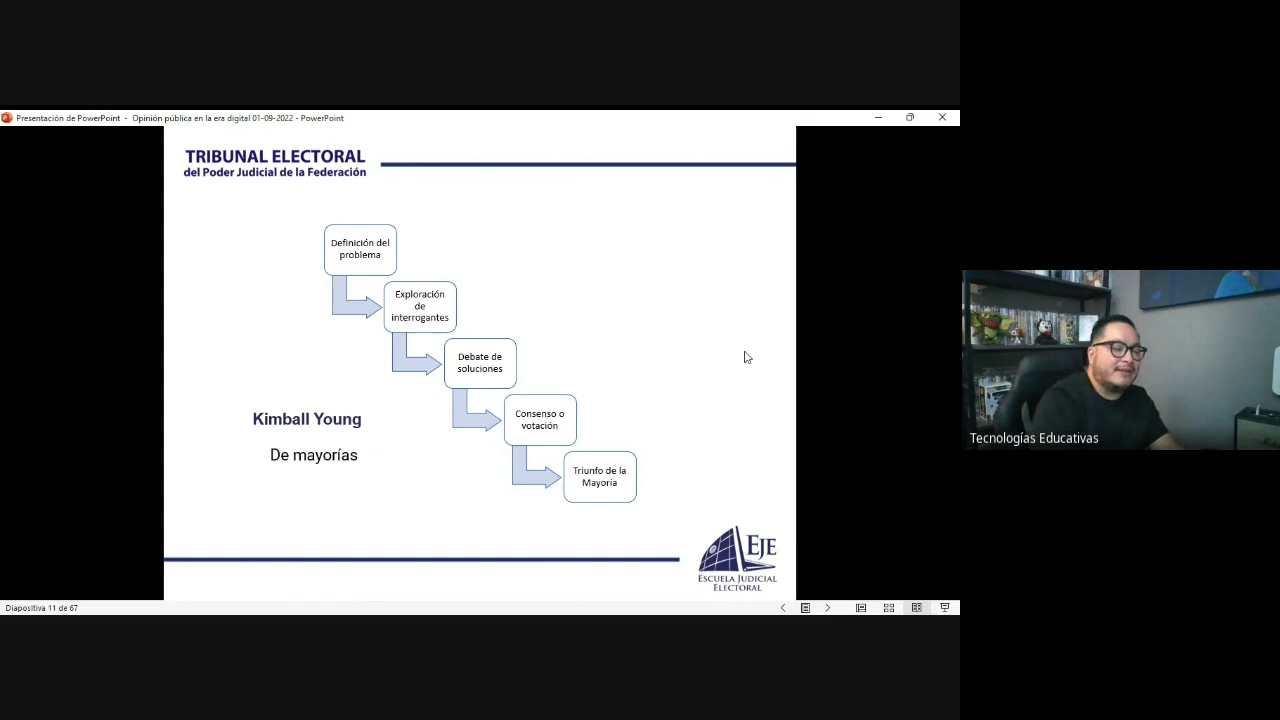 Presentación de PowerPoint - Opinión pública en la era digital 01-09-2022 - PowerPoint
TRIBUNAL ELECTORAL
del Poder Judicial de la Federación
Definición del
problema
Exploración
de
interrogantes
Debate de
soluciones
Consenso o
votación
Triunfo de la
Mayoría
Kimball Young
De mayorías
EJE
ESCUELA JUDICIAL
ELECTORAL
Diapositiva 11 de 67
Tecnologías Educativas